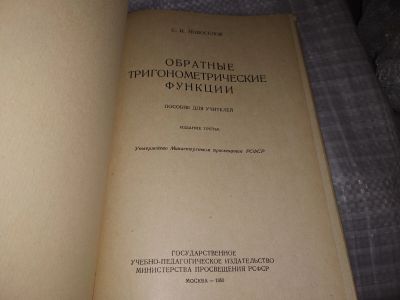 С. И. НОВОСЕЛОВ
ОБРАТНЫЕ
ТРИГОНОМЕТРИЧЕСКИЕ
ФУНКЦИИ
ПОСОБИЕ ДЛЯ УЧИТЕЛЕЙ
ИЗДАНИЕ ТРЕТЬЕ
Утверждено Министерством просвещения РСФСР
ГОСУДАРСТВЕННОЕ
УЧЕБНО-ПЕДАГОГИЧЕСКОЕ ИЗДАТЕЛЬСТВО
МИНИСТЕРСТВА ПРОСВЕЩЕНИЯ РСФСР
МОСКВА —